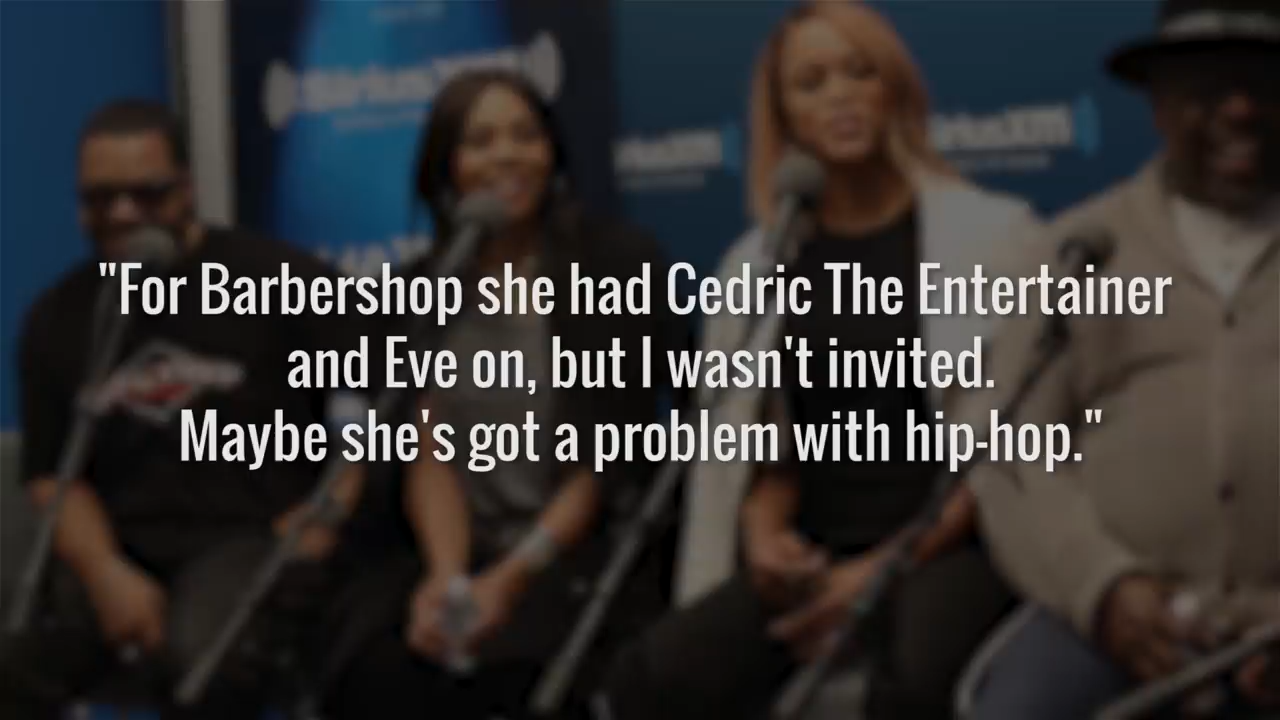 SiriusXM
"For Barbershop she had Cedric The Entertainer
and Eve on, but I wasn't invited.
Maybe she's got a problem with hip-hop."